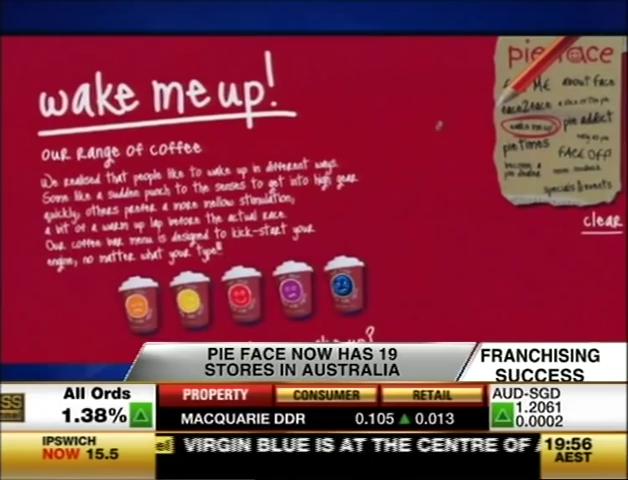 wake me up!
our range of coffee
We realised that people like to wake up in different ways.
Some like a sudden punch to the senses to get into high gear
quickly, others prefer a more mellow stimulation,
a bit of a warm up lap before the actual race.
Our coffee bar menu is designed to kick-start your
engine, no matter what your type!!
pie face
ME about face
face2face
wake me up pie addict
pie times
FACE OFF
specials & events
clear
PIE FACE NOW HAS 19
STORES IN AUSTRALIA
FRANCHISING
SUCCESS
All Ords
1.38%
PROPERTY CONSUMER RETAIL
MACQUARIE DDR 0.105 ▲ 0.013
AUD-SGD
1.2061
0.0002
IPSWICH
NOW 15.5
VIRGIN BLUE IS AT THE CENTRE OF
19:56
AEST